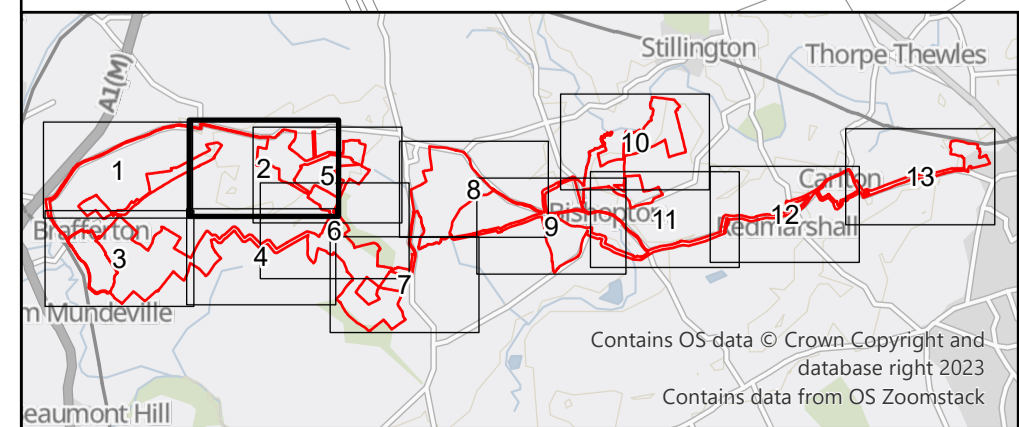 Stillington
Thorpe Thewles
A1(M)
10
1
2
5
Carlton
13
8
Bishopton
11
9
12
Redmarshall
Brafferton
6
3
4
7
m Mundeville
Contains OS data © Crown Copyright and
database right 2023
Contains data from OS Zoomstack
eaumont Hill